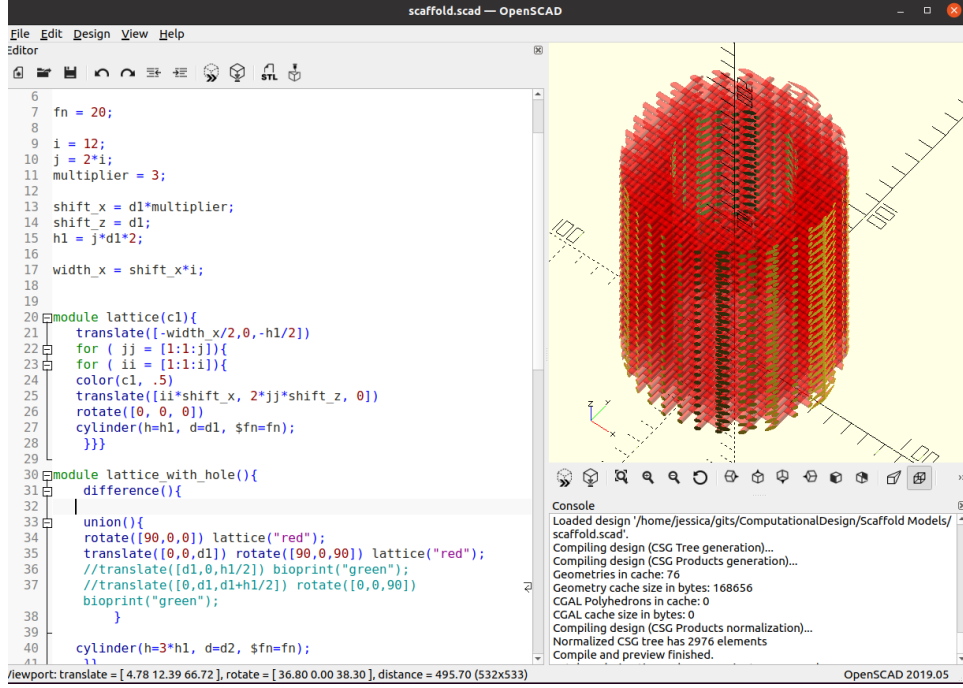 scaffold.scad — OpenSCAD
File Edit Design View Help
Editor
STL
6
7 fn = 20;
8
9 i = 12;
10 j = 2*i;
11 multiplier = 3;
12
13 shift_x = d1*multiplier;
14 shift_z = d1;
15 h1 = j*d1*2;
16
17 width_x = shift_x*i;
18
19
20 module lattice(c1){
21 translate([-width_x/2,0,-h1/2])
22 for ( jj = [1:1:j]){
23 for ( ii = [1:1:i]){
24 color(c1, .5)
25 translate([ii*shift_x, 2*jj*shift_z, 0])
26 rotate([0, 0, 0])
27 cylinder(h=h1, d=d1, $fn=fn);
28 }}}
29
30 module lattice_with_hole(){
31 difference(){
32
33 union(){
34 rotate([90,0,0]) lattice("red");
35 translate([0,0,d1]) rotate([90,0,90]) lattice("red");
36 //translate([d1,0,h1/2]) bioprint("green");
37 //translate([0,d1,d1+h1/2]) rotate([0,0,90])
bioprint("green");
38 }
39
40 cylinder(h=3*h1, d=d2, $fn=fn);
41 }}
100
100
z
y
x
Console
Loaded design '/home/jessica/gits/ComputationalDesign/Scaffold Models/
scaffold.scad'.
Compiling design (CSG Tree generation)...
Compiling design (CSG Products generation)...
Geometries in cache: 76
Geometry cache size in bytes: 168656
CGAL Polyhedrons in cache: 0
CGAL cache size in bytes: 0
Compiling design (CSG Products normalization)...
Normalized CSG tree has 2976 elements
Compile and preview finished.
Viewport: translate = [ 4.78 12.39 66.72 ], rotate = [ 36.80 0.00 38.30 ], distance = 495.70 (532x533)
OpenSCAD 2019.05